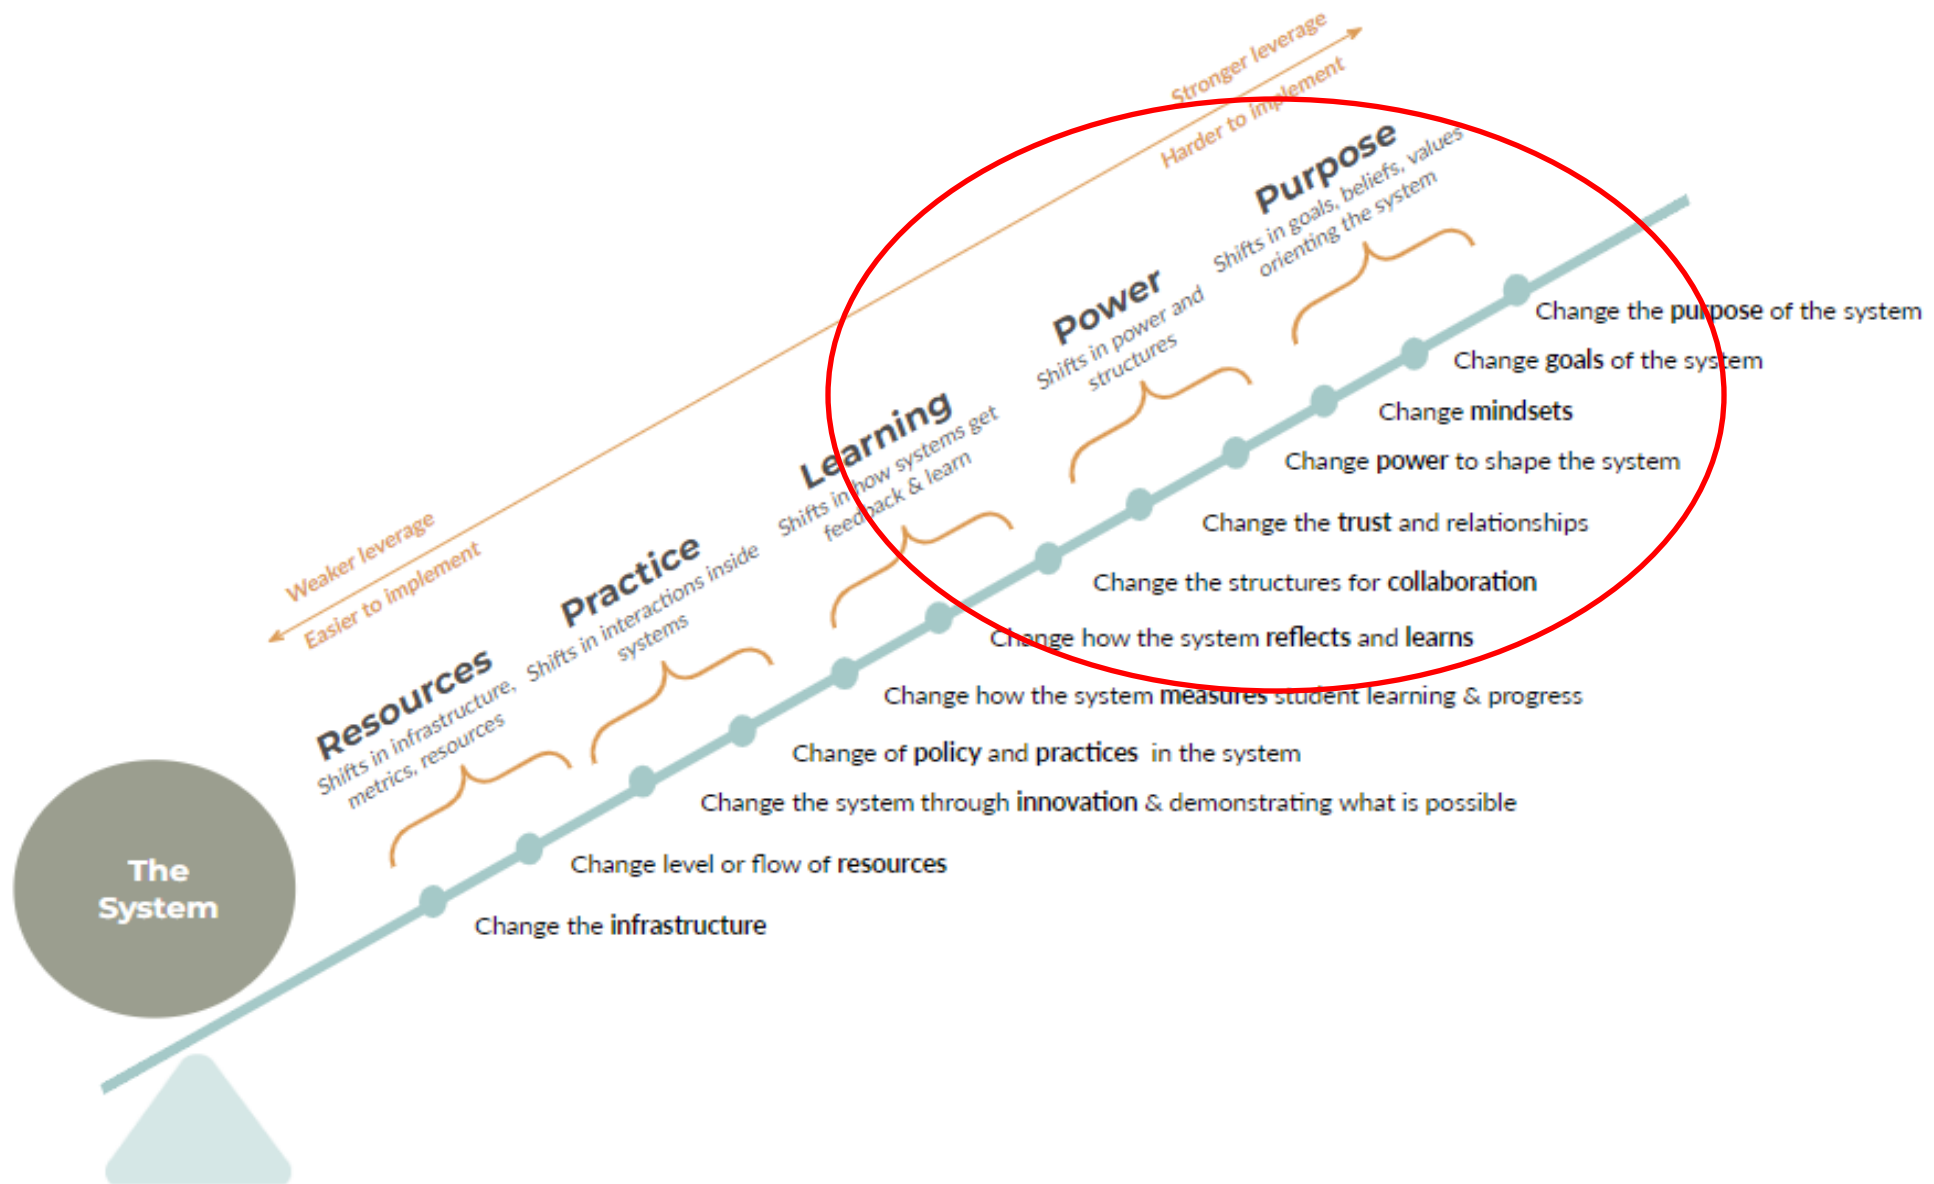 Stronger leverage
Harder to implement
Purpose
Shifts in goals, beliefs, values
orienting the system
Power
Shifts in power and
structures
Learning
Shifts in how systems get
feedback & learn
Weaker leverage
Easier to implement
Practice
Shifts in interactions inside
systems
Resources
Shifts in infrastructure,
metrics, resources
Change the purpose of the system
Change goals of the system
Change mindsets
Change power to shape the system
Change the trust and relationships
Change the structures for collaboration
Change how the system reflects and learns
Change how the system measures student learning & progress
Change of policy and practices in the system
Change the system through innovation & demonstrating what is possible
Change level or flow of resources
Change the infrastructure
The
System